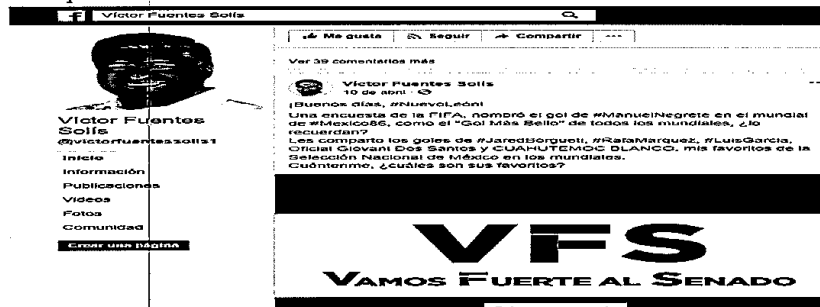 Víctor Fuentes Solís
Me gusta Seguir Compartir ...
Ver 39 comentarios más
Víctor Fuentes Solís
10 de abril
¡Buenos días, #NuevoLeón!
Una encuesta de la FIFA, nombró el gol de #ManuelNegrete en el mundial
de #Mexico86, como el "Gol Más Bello" de todos los mundiales, ¿lo
recuerdan?
Les comparto los goles de #JaredBorgueti, #RafaMarquez, #LuisGarcia,
Oficial Giovani Dos Santos y CUAHUTEMOC BLANCO, mis favoritos de la
Selección Nacional de México en los mundiales.
Cuéntenme, ¿cuáles son sus favoritos?
Víctor Fuentes
Solís
@victorfuentessolis1
Inicio
Información
Publicaciones
Videos
Fotos
Comunidad
Crear una página
VFS
VAMOS FUERTE AL SENADO